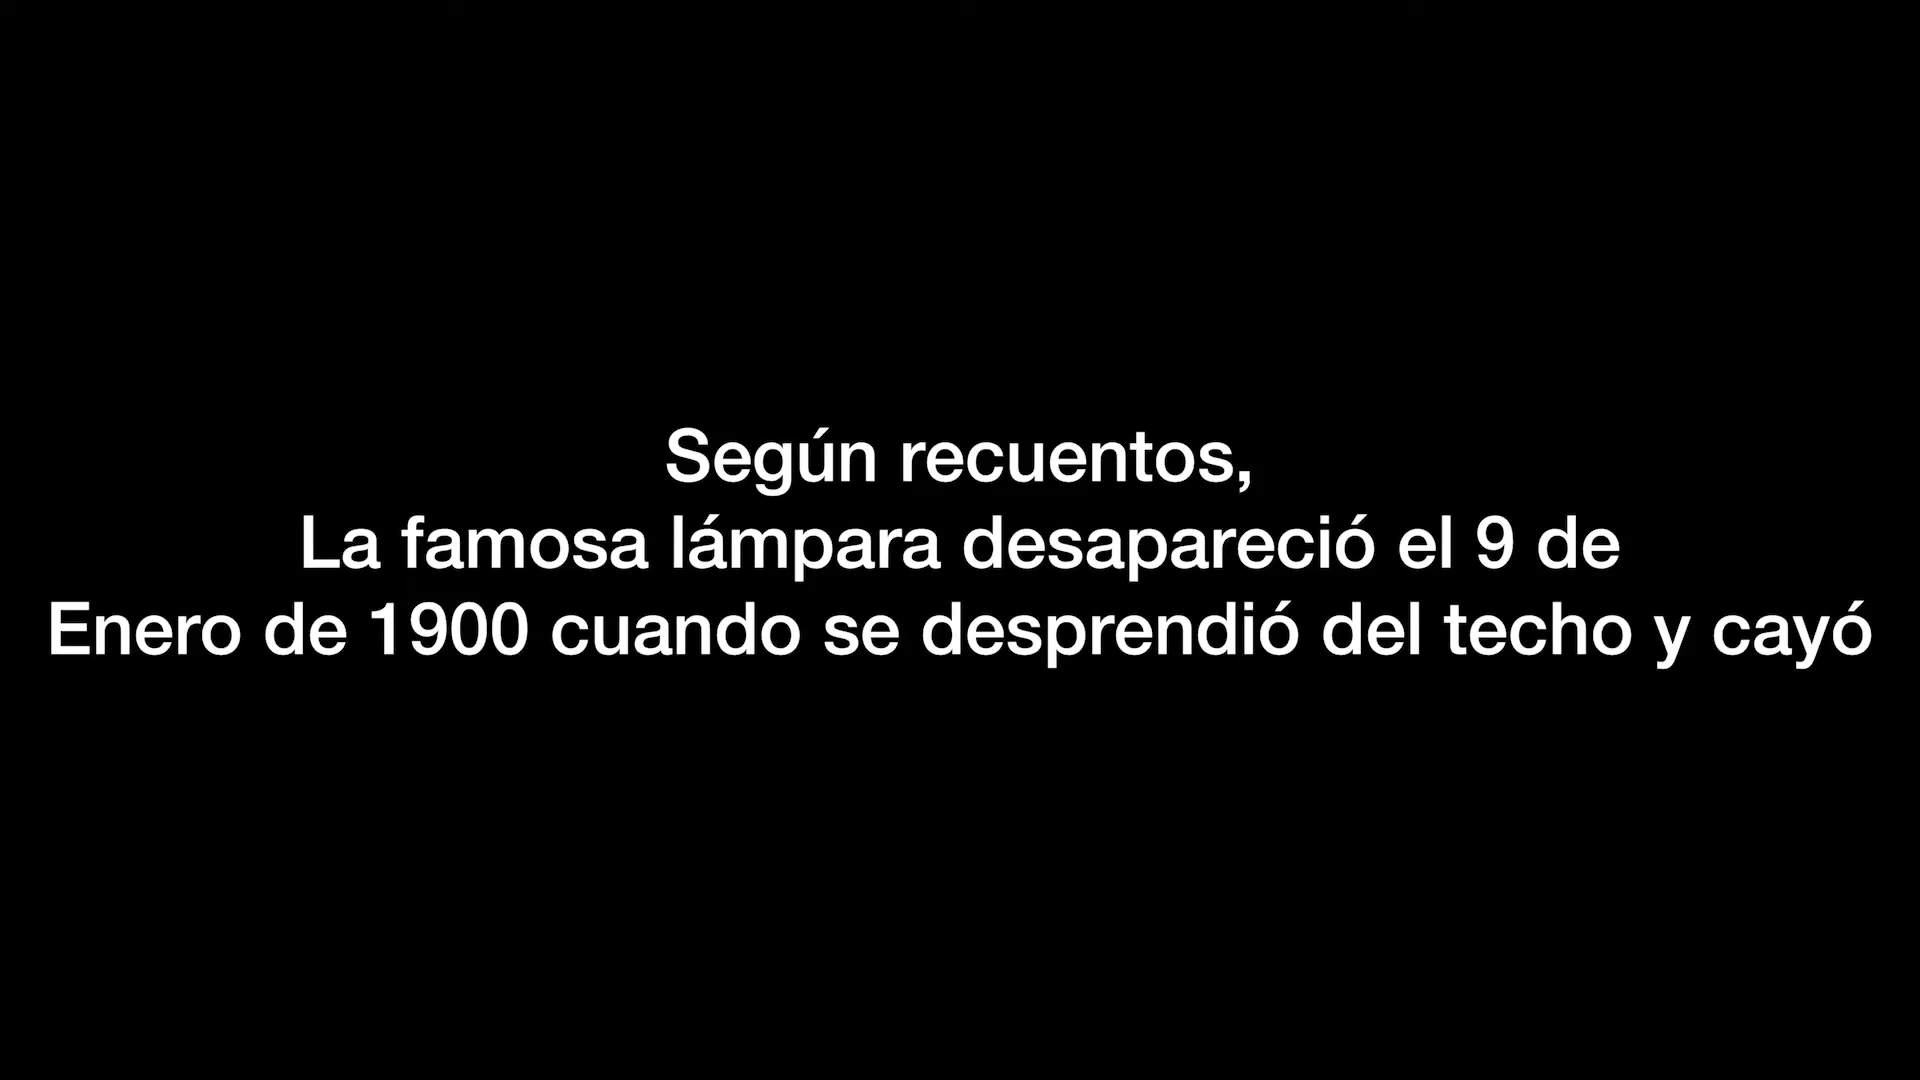 Según recuentos,
La famosa lámpara desapareció el 9 de
Enero de 1900 cuando se desprendió del techo y cayó